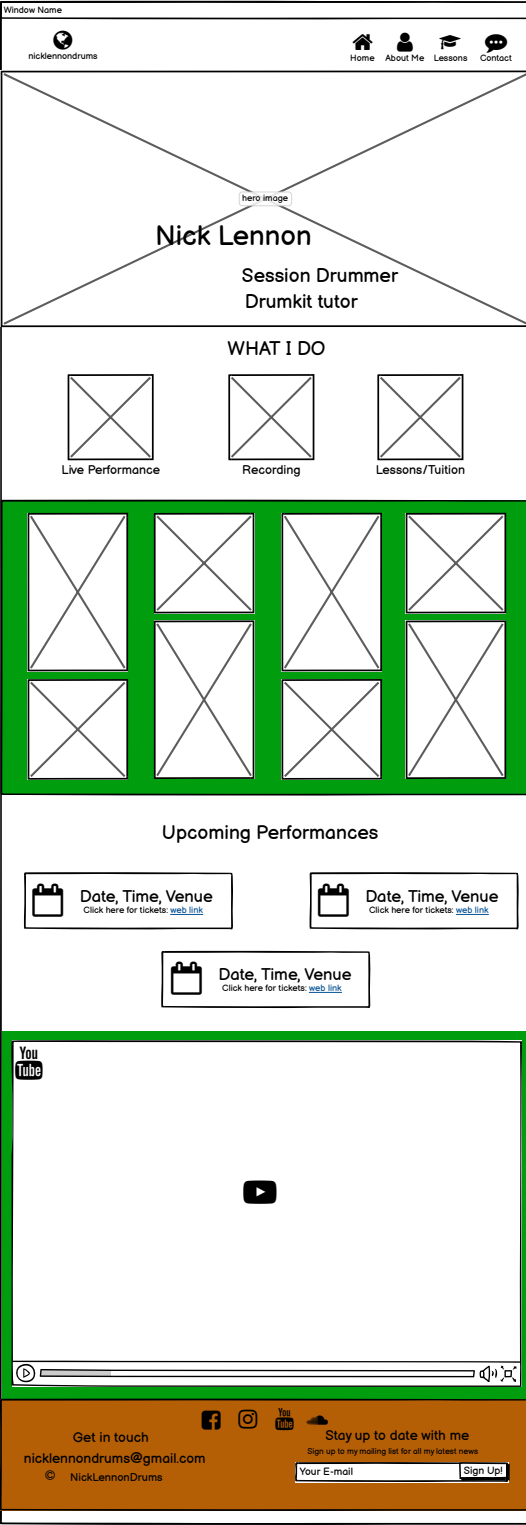 Window Name
nicklennondrums
Home
About Me
Lessons
Contact
hero image
Nick Lennon
Session Drummer
Drumkit tutor
WHAT I DO
Live Performance
Recording
Lessons/Tuition
Upcoming Performances
Date, Time, Venue
Click here for tickets: web link
Date, Time, Venue
Click here for tickets: web link
Date, Time, Venue
Click here for tickets: web link
You
Tube
You
Tube
Get in touch
nicklennondrums@gmail.com
© NickLennonDrums
Stay up to date with me
Sign up to my mailing list for all my latest news
Your E-mail
Sign Up!